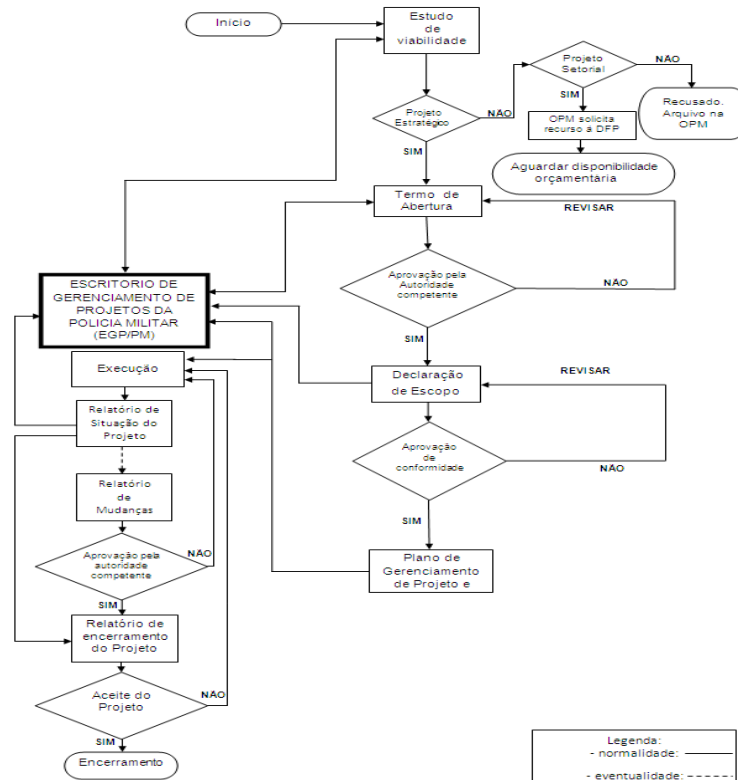 Início
Estudo
de
viabilidade
Projeto
Setorial
NÃO
NÃO
SIM
Recusado.
Arquivo na
OPM
OPM solicita
recurso à DFP
Projeto
Estratégico
SIM
Aguardar disponibilidade
orçamentária
Termo de
Abertura
REVISAR
Aprovação pela
Autoridade
competente
NÃO
SIM
ESCRITORIO DE
GERENCIAMENTO DE
PROJETOS DA
POLICIA MILITAR
(EGP/PM)
Declaração
de Escopo
REVISAR
Aprovação
de
conformidade
NÃO
SIM
Plano de
Gerenciamento
de Projeto e
Execução
Relatório de
Situação do
Projeto
Relatório
de
Mudanças
Aprovação pela
autoridade
competente
NÃO
SIM
Relatório de
encerramento
do Projeto
Aceite do
Projeto
NÃO
SIM
Encerramento
Legenda:
- normalidade:
- eventualidade: